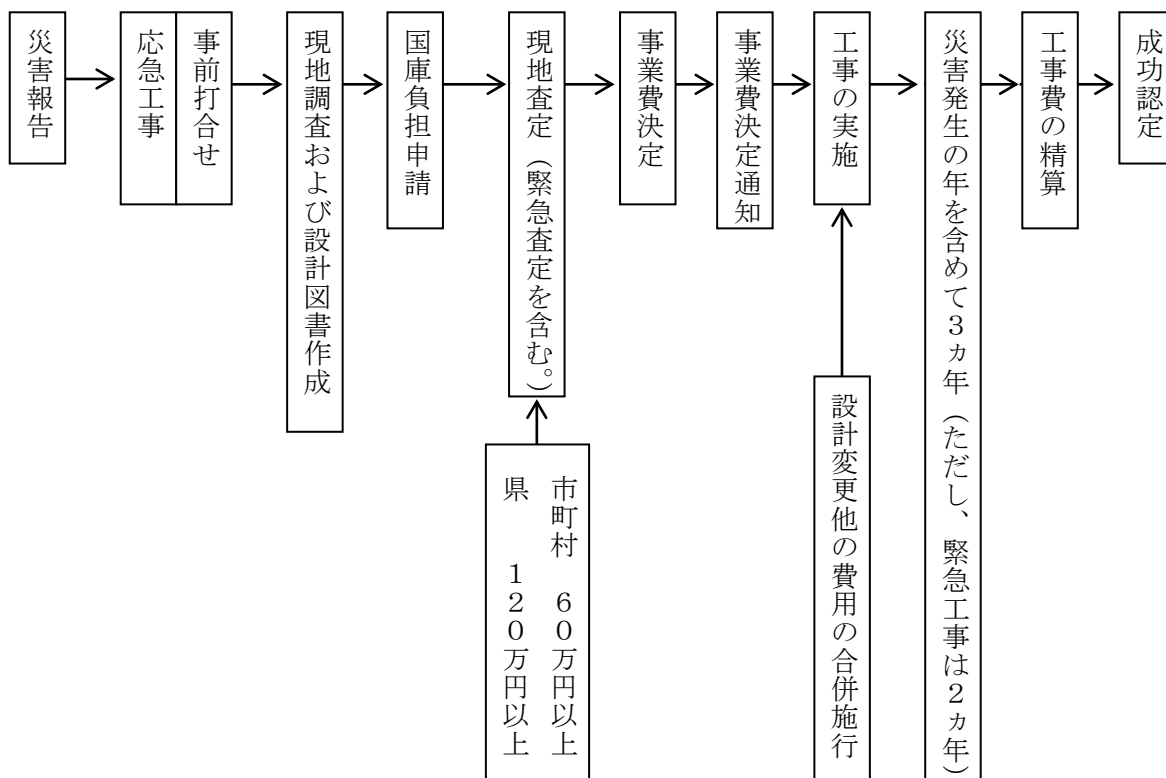 災害報告
応急工事
事前打合せ
現地調査および設計図書作成
国庫負担申請
現地査定（緊急査定を含む。）
市町村　６０万円以上
県　　１２０万円以上
事業費決定
事業費決定通知
工事の実施
設計変更他の費用の合併施行
災害発生の年を含めて３ヵ年（ただし、緊急工事は２ヵ年）
工事費の精算
成功認定